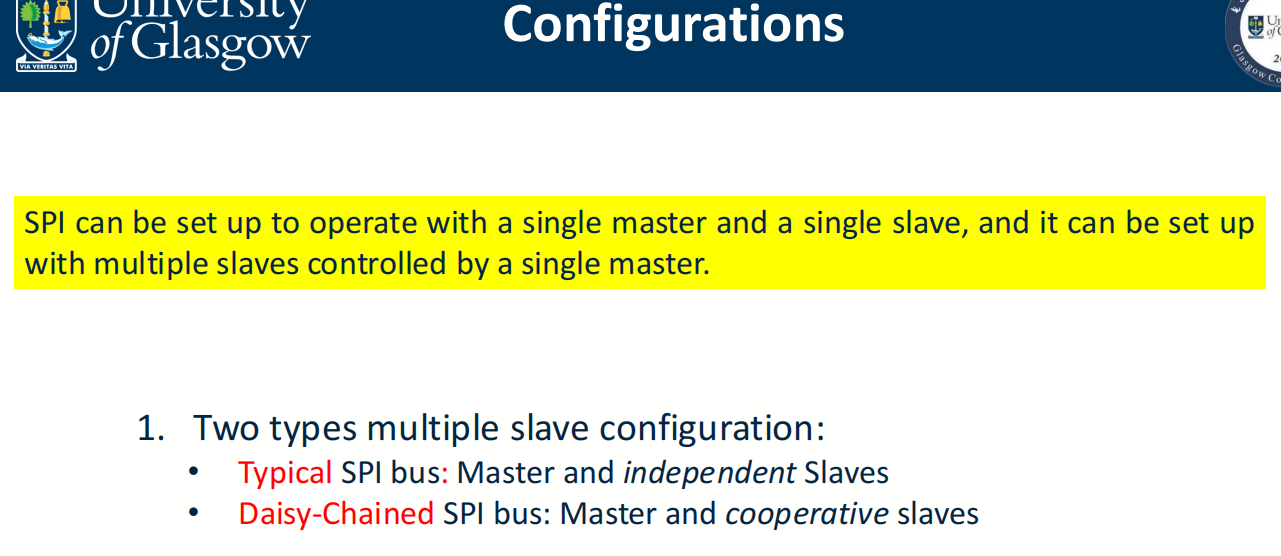 University
of Glasgow
VIA VERITAS VITA
Configurations
Glasgow
SPI can be set up to operate with a single master and a single slave, and it can be set up
with multiple slaves controlled by a single master.
1. Two types multiple slave configuration:
• Typical SPI bus: Master and independent Slaves
• Daisy-Chained SPI bus: Master and cooperative slaves